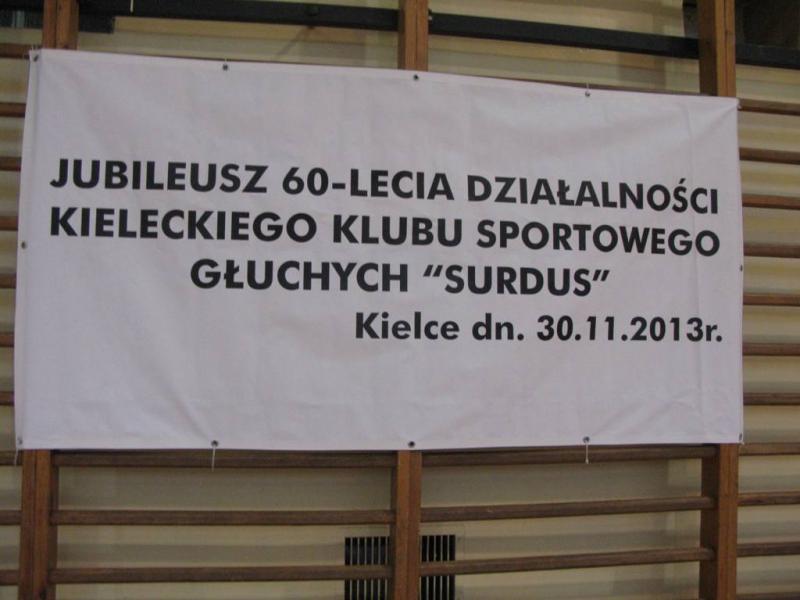 JUBILEUSZ 60-LECIA DZIAŁALNOŚCI
KIELECKIEGO KLUBU SPORTOWEGO
GŁUCHYCH "SURDUS"
Kielce dn. 30.11.2013r.